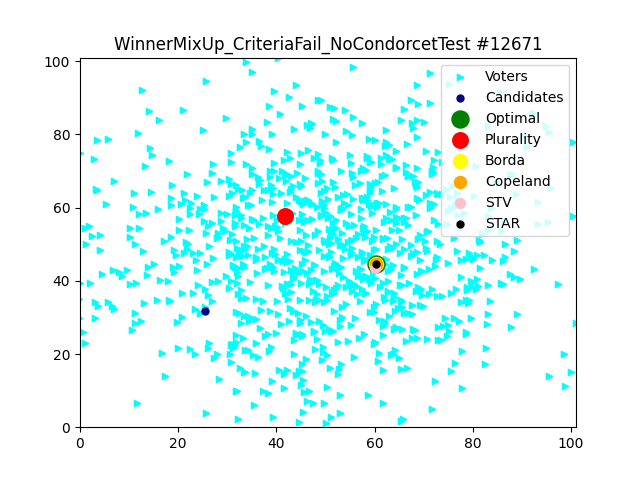 WinnerMixUp_CriteriaFail_NoCondorcetTest #12671
100
80
60
40
20
0
0
20
40
60
80
100
Voters
Candidates
Optimal
Plurality
Borda
Copeland
STV
STAR